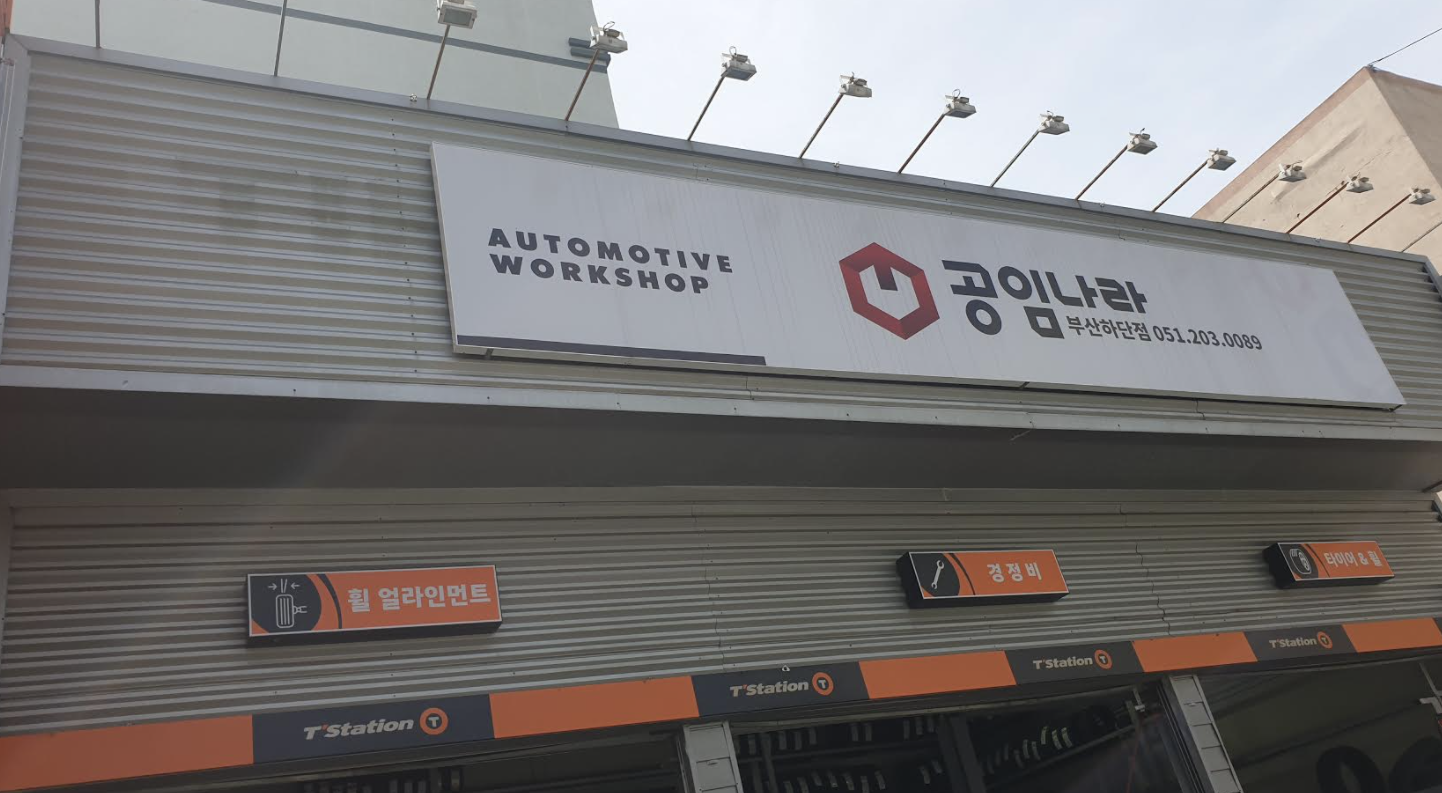 AUTOMOTIVE
WORKSHOP
공임나라
부산하단점 051.203.0089
휠 얼라인먼트
경정비
타이어 & 휠
T'Station T
T'Station T
T'Station T
T'Station T